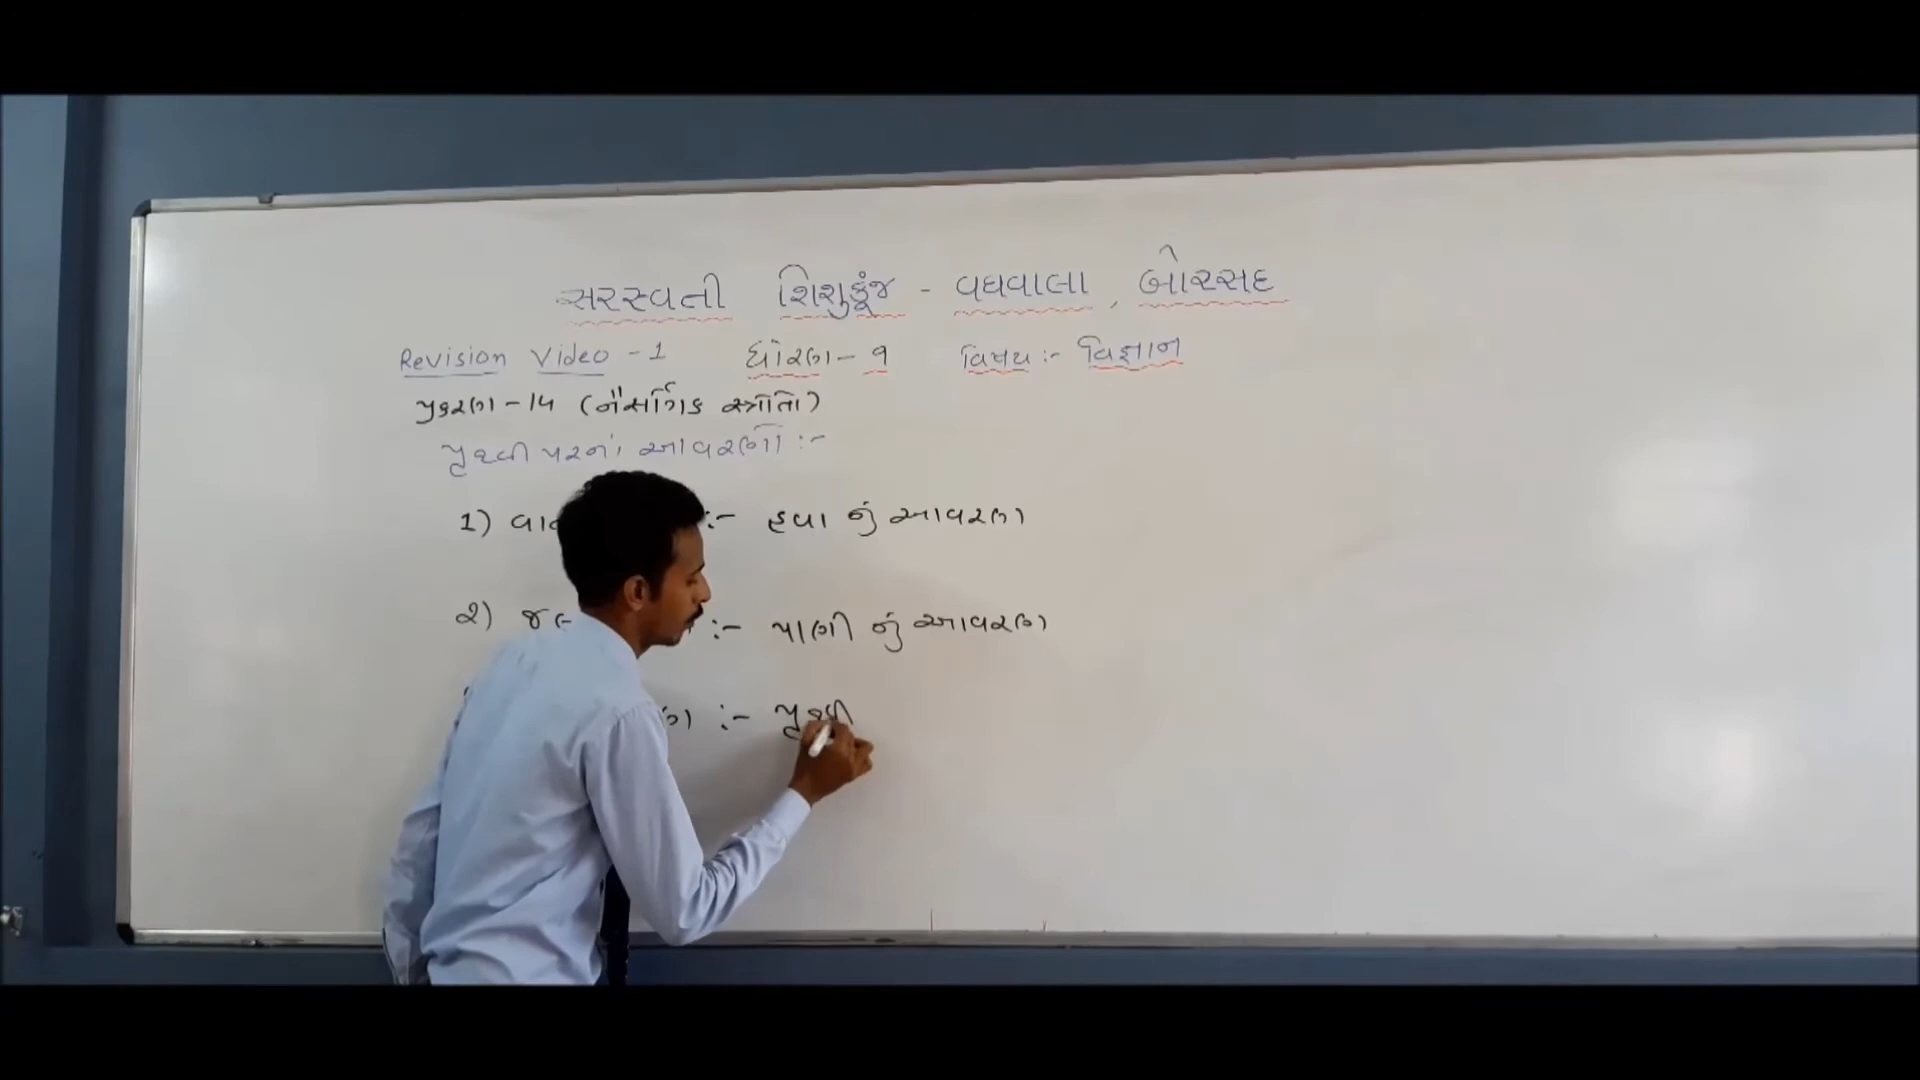 સરસ્વતી શિશુકુંજ - વઘવાલા , બોરસદ
Revision Video - 1 ધોરણ - ૧ વિષય :- વિજ્ઞાન
પ્રકરણ - 14 (નૈસર્ગિક સ્ત્રોતો)
પૃથ્વી પરનાં આવરણો :-
1) :- હવા નું આવરણ
2) :- પાણી નું આવરણ
:- પૃથ્વી